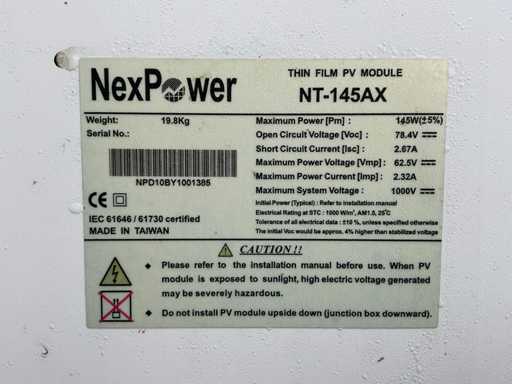 NexPower
THIN FILM PV MODULE
NT-145AX
Weight: 19.8Kg
Serial No.:
NPD10BY1001385
CE
IEC 61646 / 61730 certified
MADE IN TAIWAN
Maximum Power [Pm] : 145W(±5%)
Open Circuit Voltage [Voc] : 78.4V
Short Circuit Current [Isc] : 2.67A
Maximum Power Voltage [Vmp] : 62.5V
Maximum Power Current [Imp] : 2.32A
Maximum System Voltage : 1000V
Initial Power (Typical) : Refer to installation manual
Electrical Rating at STC : 1000 W/m², AM1.5, 25°C
Tolerance of all electrical data : ±10 %, unless specified otherwise
The initial Voc would be approx. 4% higher than stabilized voltage
CAUTION !!
◆ Please refer to the installation manual before use. When PV
module is exposed to sunlight, high electric voltage generated
may be severely hazardous.
◆ Do not install PV module upside down (junction box downward).